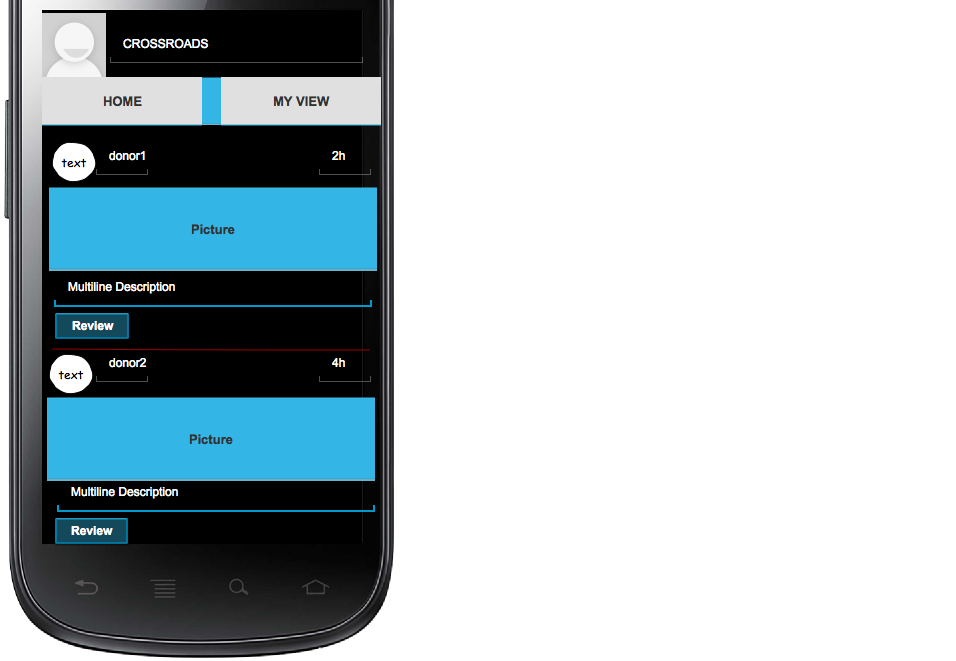 CROSSROADS
HOME MY VIEW
text donor1 2h
Picture
Multiline Description
Review
text donor2 4h
Picture
Multiline Description
Review